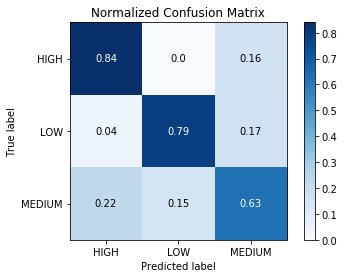 Normalized Confusion Matrix
True label
HIGH 0.84 0.0 0.16
LOW 0.04 0.79 0.17
MEDIUM 0.22 0.15 0.63
HIGH LOW MEDIUM
Predicted label
0.8
0.7
0.6
0.5
0.4
0.3
0.2
0.1
0.0